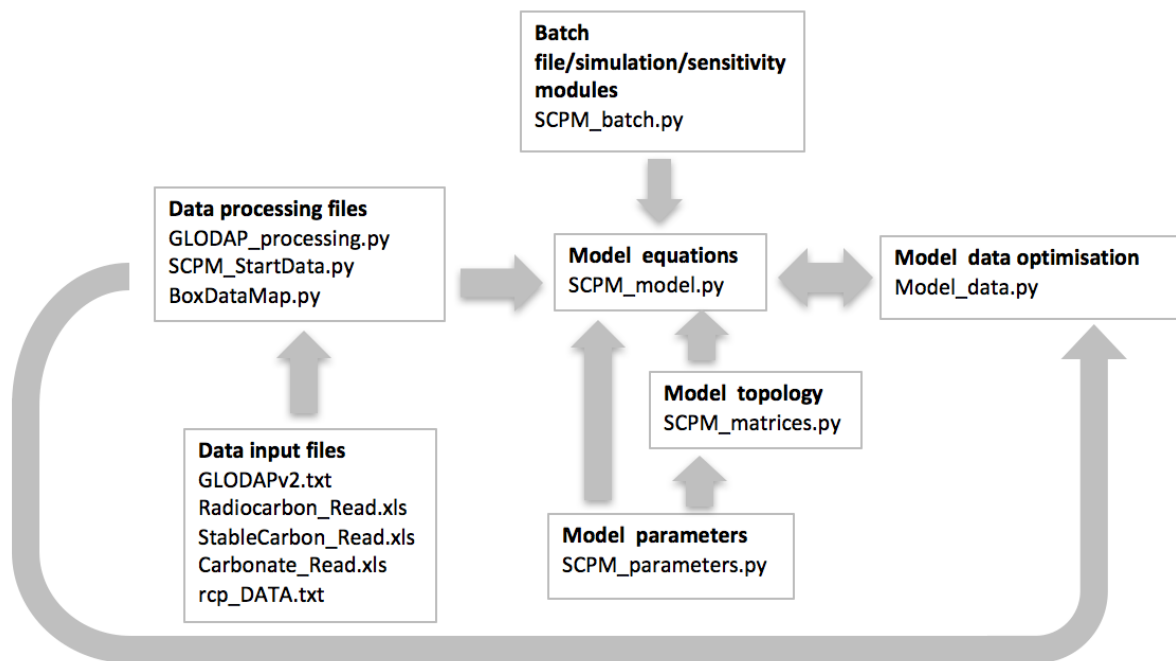 Batch
file/simulation/sensitivity
modules
SCPM_batch.py
Data processing files
GLODAP_processing.py
SCPM_StartData.py
BoxDataMap.py
Model equations
SCPM_model.py
Model data optimisation
Model_data.py
Model topology
SCPM_matrices.py
Data input files
GLODAPv2.txt
Radiocarbon_Read.xls
StableCarbon_Read.xls
Carbonate_Read.xls
rcp_DATA.txt
Model parameters
SCPM_parameters.py